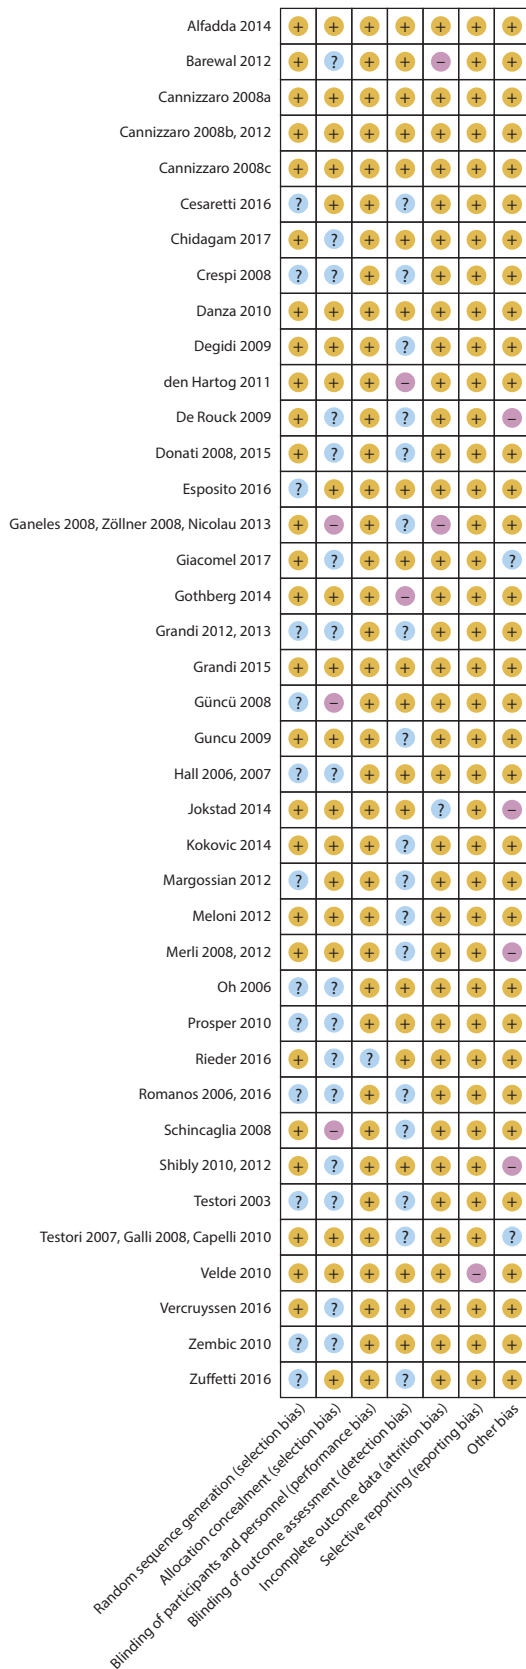 Alfadda 2014 + + + + + + +
Barewal 2012 + ? + + − + +
Cannizzaro 2008a + + + + + + +
Cannizzaro 2008b, 2012 + + + + + + +
Cannizzaro 2008c + + + + + + +
Cesaretti 2016 ? + + ? + + +
Chidagam 2017 + ? + + + + +
Crespi 2008 ? ? + ? + + +
Danza 2010 + + + + + + +
Degidi 2009 + + + ? + + +
den Hartog 2011 + + + − + + +
De Rouck 2009 + ? + ? + + −
Donati 2008, 2015 + ? + ? + + +
Esposito 2016 ? + + + + + +
Ganeles 2008, Zöllner 2008, Nicolau 2013 + − + ? − + +
Giacomel 2017 + ? + + + + ?
Gothberg 2014 + + + − + + +
Grandi 2012, 2013 ? ? + ? + + +
Grandi 2015 + + + + + + +
Güncü 2008 ? − + + + + +
Guncu 2009 + + + ? + + +
Hall 2006, 2007 ? ? + + + + +
Jokstad 2014 + + + + ? + −
Kokovic 2014 + + + ? + + +
Margossian 2012 ? + + ? + + +
Meloni 2012 + + + ? + + +
Merli 2008, 2012 + + + ? + + −
Oh 2006 ? ? + + + + +
Prosper 2010 ? ? + + + + +
Rieder 2016 + ? ? + + + +
Romanos 2006, 2016 ? ? + ? + + +
Schincaglia 2008 + − + ? + + +
Shibly 2010, 2012 + ? + + + + −
Testori 2003 ? ? + ? + + +
Testori 2007, Galli 2008, Capelli 2010 + + + ? + + ?
Velde 2010 + + + + + − +
Vercruyssen 2016 + ? + + + + +
Zembic 2010 ? ? + + + + +
Zuffetti 2016 ? + + ? + + +
Random sequence generation (selection bias)
Allocation concealment (selection bias)
Blinding of participants and personnel (performance bias)
Blinding of outcome assessment (detection bias)
Incomplete outcome data (attrition bias)
Selective reporting (reporting bias)
Other bias